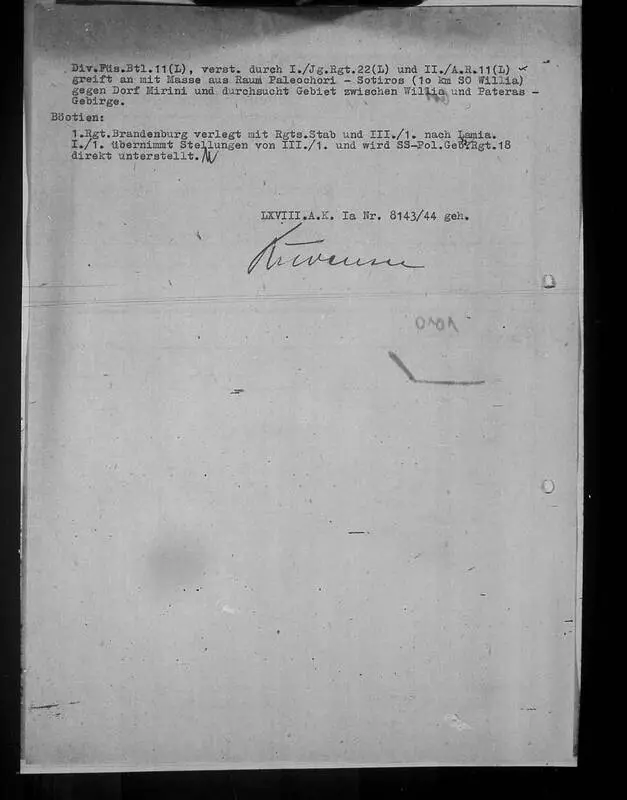 Div.Füs.Btl.11(L), verst. durch I./Jg.Rgt.22(L) und II./A.R.11(L)
greift an mit Masse aus Raum Paleochori - Sotiros (1o km SO Willia)
gegen Dorf Mirini und durchsucht Gebiet zwischen Willia und Pateras -
Gebirge.
Böotien:
1.Rgt.Brandenburg verlegt mit Rgts.Stab und III./1. nach Lamia.
I./1. übernimmt Stellungen von III./1. und wird SS-Pol.Geb.Rgt.18
direkt unterstellt.
LXVIII.A.K. Ia Nr. 8143/44 geh.